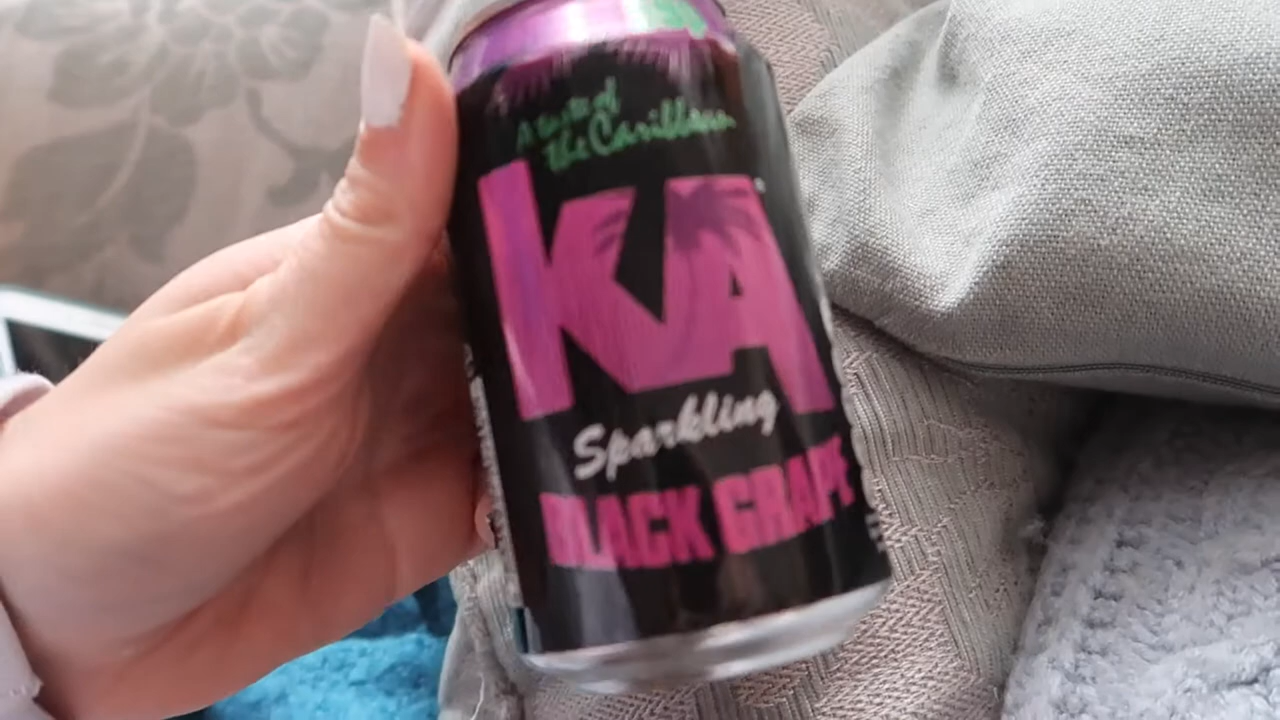 A taste of
the Caribbean
KA
Sparkling
BLACK GRAPE